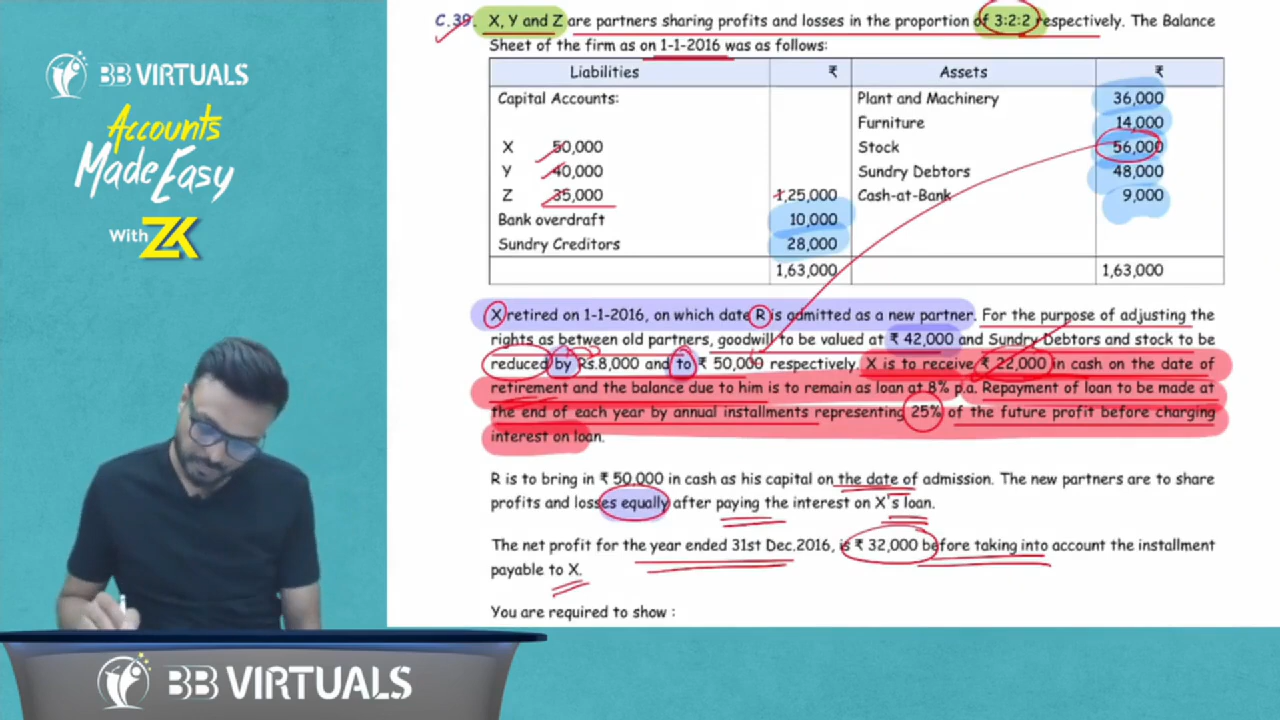 C.39. X, Y and Z are partners sharing profits and losses in the proportion of 3:2:2 respectively. The Balance
Sheet of the firm as on 1-1-2016 was as follows:
Liabilities ₹ Assets ₹
Capital Accounts: Plant and Machinery 36,000
Furniture 14,000
X 50,000 Stock 56,000
Y 40,000 Sundry Debtors 48,000
Z 35,000 1,25,000 Cash-at-Bank 9,000
Bank overdraft 10,000
Sundry Creditors 28,000
1,63,000 1,63,000
X retired on 1-1-2016, on which date R is admitted as a new partner. For the purpose of adjusting the
rights as between old partners, goodwill to be valued at ₹ 42,000 and Sundry Debtors and stock to be
reduced by Rs.8,000 and to ₹ 50,000 respectively. X is to receive ₹ 22,000 in cash on the date of
retirement and the balance due to him is to remain as loan at 8% p.a. Repayment of loan to be made at
the end of each year by annual installments representing 25% of the future profit before charging
interest on loan.
R is to bring in ₹ 50,000 in cash as his capital on the date of admission. The new partners are to share
profits and losses equally after paying the interest on X's loan.
The net profit for the year ended 31st Dec.2016, is ₹ 32,000 before taking into account the installment
payable to X.
You are required to show :
BB VIRTUALS
Accounts
Made Easy
With ZK
BB VIRTUALS